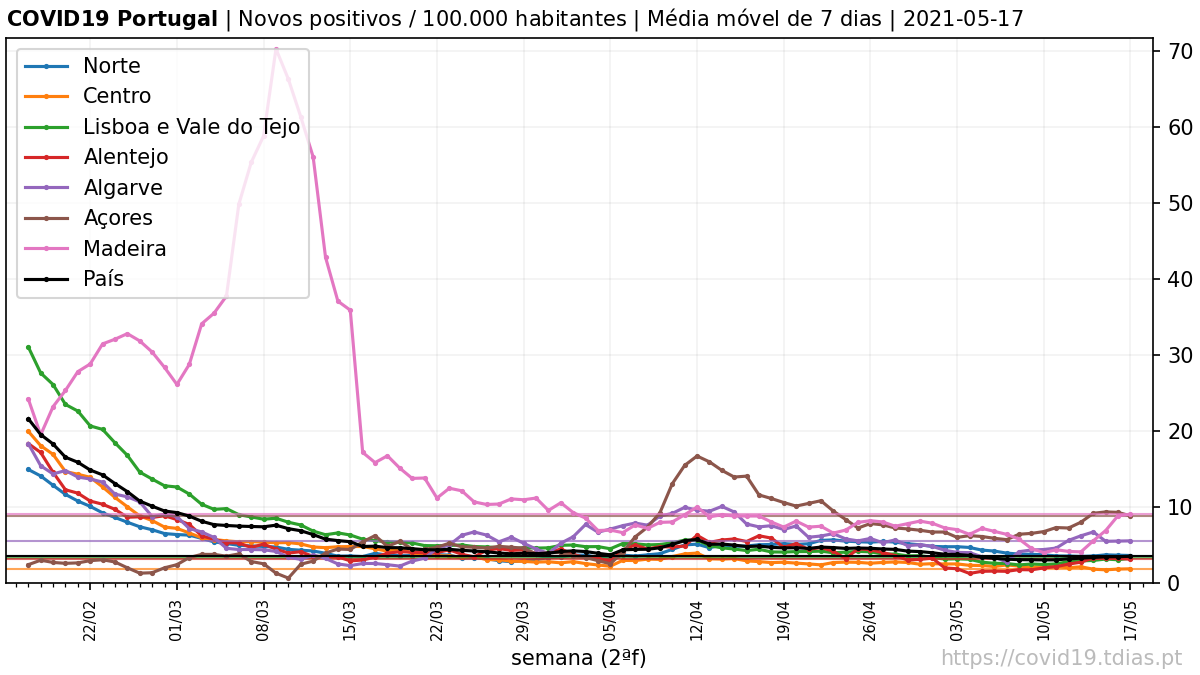 COVID19 Portugal | Novos positivos / 100.000 habitantes | Média móvel de 7 dias | 2021-05-17
Norte
Centro
Lisboa e Vale do Tejo
Alentejo
Algarve
Açores
Madeira
País
70
60
50
40
30
20
10
0
22/02
01/03
08/03
15/03
22/03
29/03
05/04
12/04
19/04
26/04
03/05
10/05
17/05
semana (2ªf)
https://covid19.tdias.pt